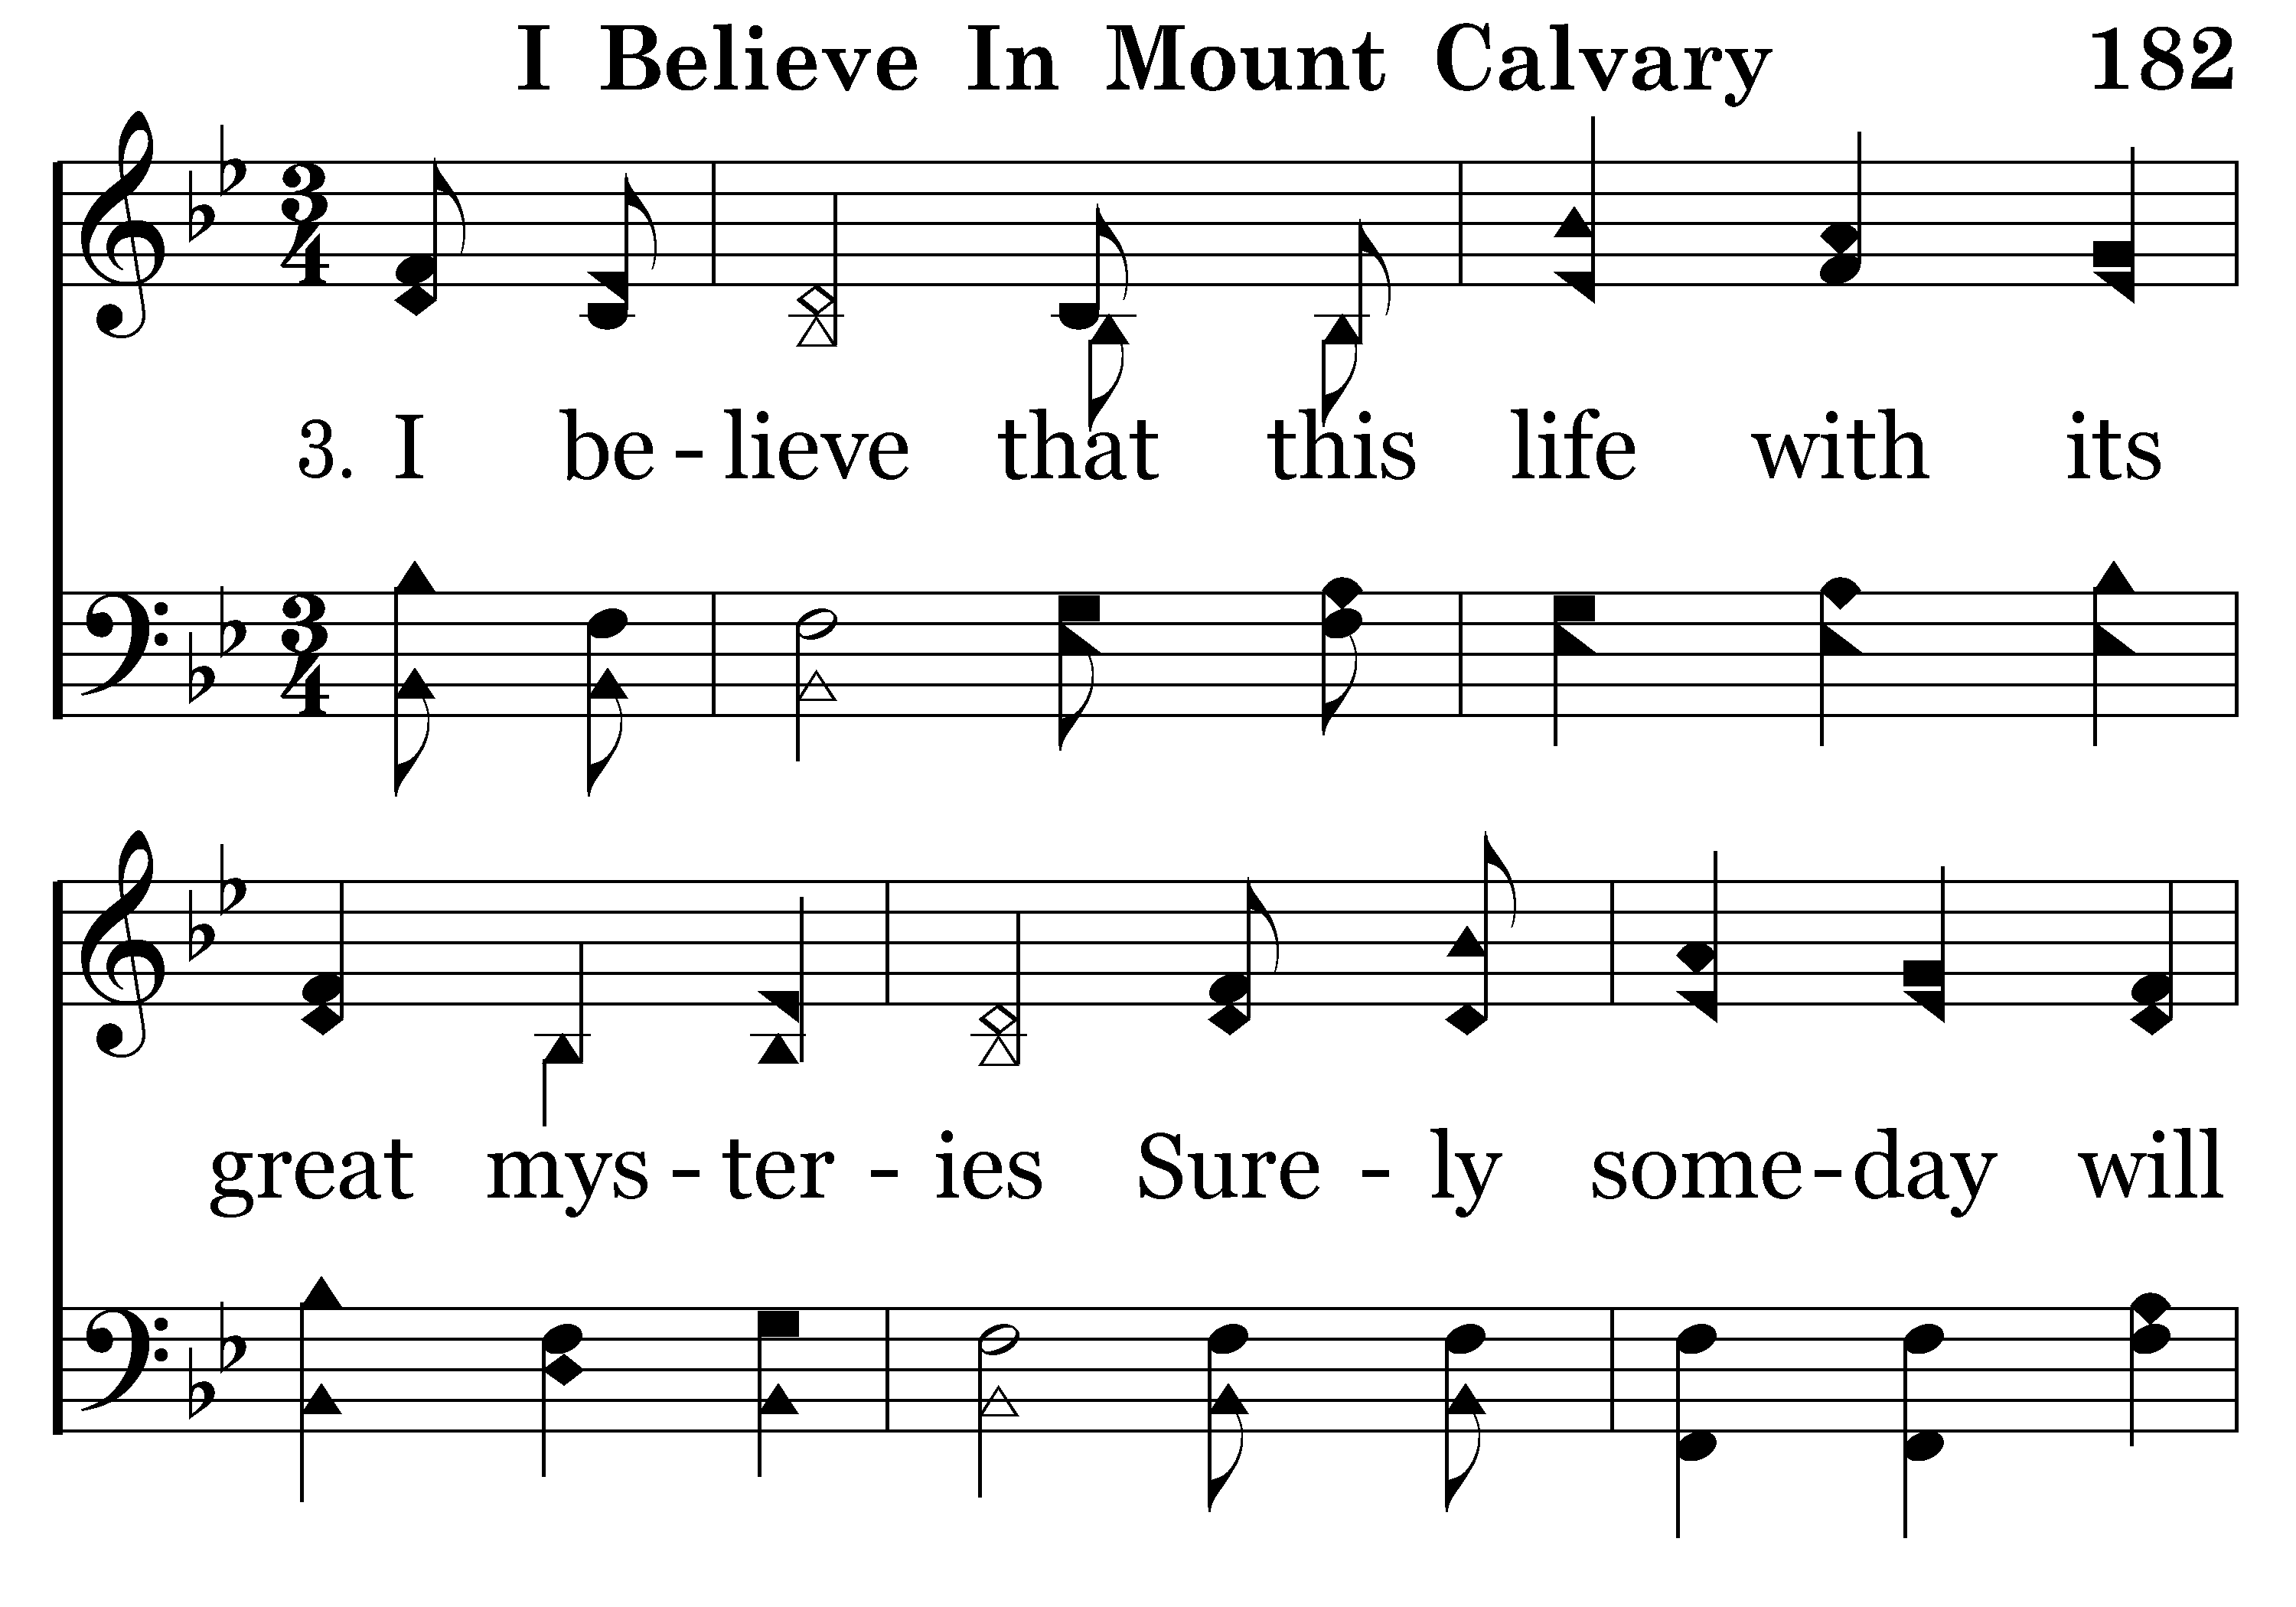 I Believe In Mount Calvary 182
3. I be - lieve that this life with its
great mys - ter - ies Sure - ly some - day will